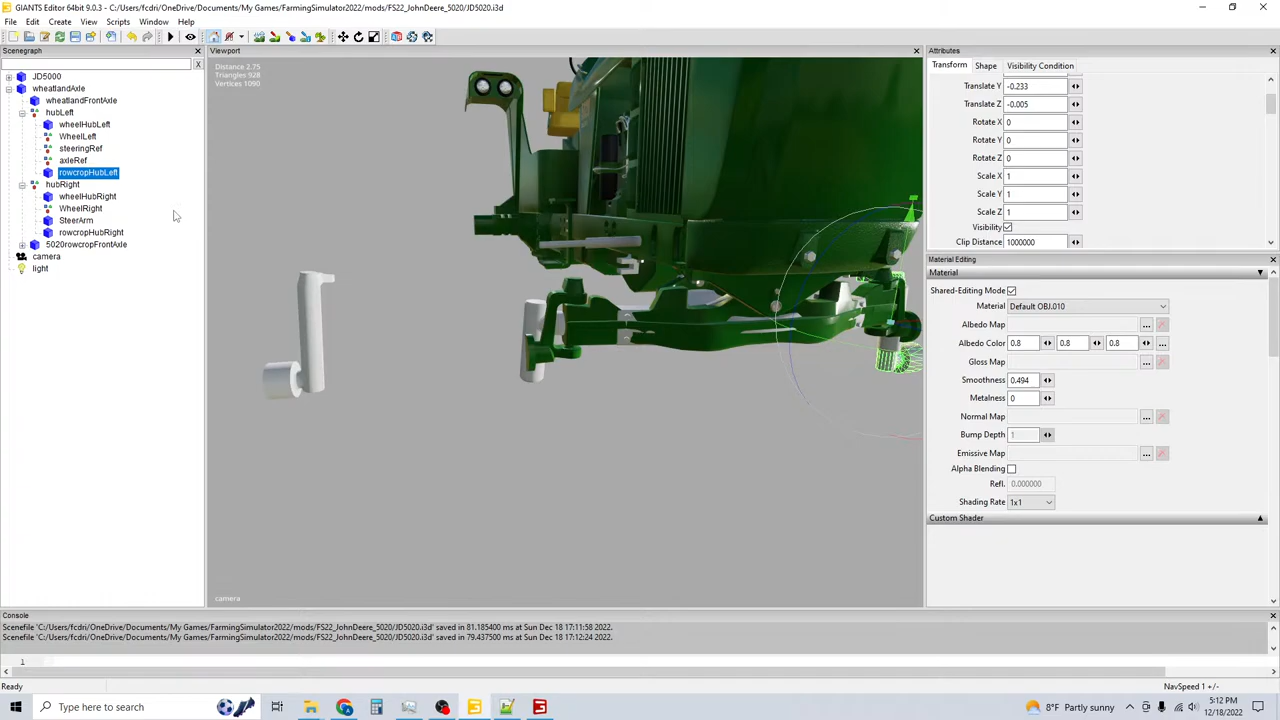 GIANTS Editor 64bit 9.0.3 - C:/Users/fcdri/OneDrive/Documents/My Games/FarmingSimulator2022/mods/FS22_JohnDeere_5020/JD5020.i3d
File Edit Create View Scripts Window Help
Scenegraph
Viewport
Attributes
X
Distance 2.75
Triangles 928
Vertices 1090
JD5000
wheatlandAxle
wheatlandFrontAxle
hubLeft
wheelHubLeft
WheelLeft
steeringRef
axleRef
rowcropHubLeft
hubRight
wheelHubRight
WheelRight
SteerArm
rowcropHubRight
5020rowcropFrontAxle
camera
light
camera
Transform Shape Visibility Condition
Translate Y -0.233
Translate Z -0.005
Rotate X 0
Rotate Y 0
Rotate Z 0
Scale X 1
Scale Y 1
Scale Z 1
Visibility
Clip Distance 1000000
Material Editing
Material
Shared-Editing Mode
Material Default OBJ.010
Albedo Map ...
Albedo Color 0.8 0.8 0.8 ...
Gloss Map ...
Smoothness 0.494
Metalness 0
Normal Map ...
Bump Depth 1
Emissive Map ...
Alpha Blending
Refl. 0.000000
Shading Rate 1x1
Custom Shader
Console
Scenefile 'C:/Users/fcdri/OneDrive/Documents/My Games/FarmingSimulator2022/mods/FS22_JohnDeere_5020/JD5020.i3d' saved in 81.185400 ms at Sun Dec 18 17:11:58 2022.
Scenefile 'C:/Users/fcdri/OneDrive/Documents/My Games/FarmingSimulator2022/mods/FS22_JohnDeere_5020/JD5020.i3d' saved in 79.437500 ms at Sun Dec 18 17:12:24 2022.
1
Ready
NavSpeed 1 +/-
Type here to search
8°F Partly sunny
5:12 PM
12/18/2022